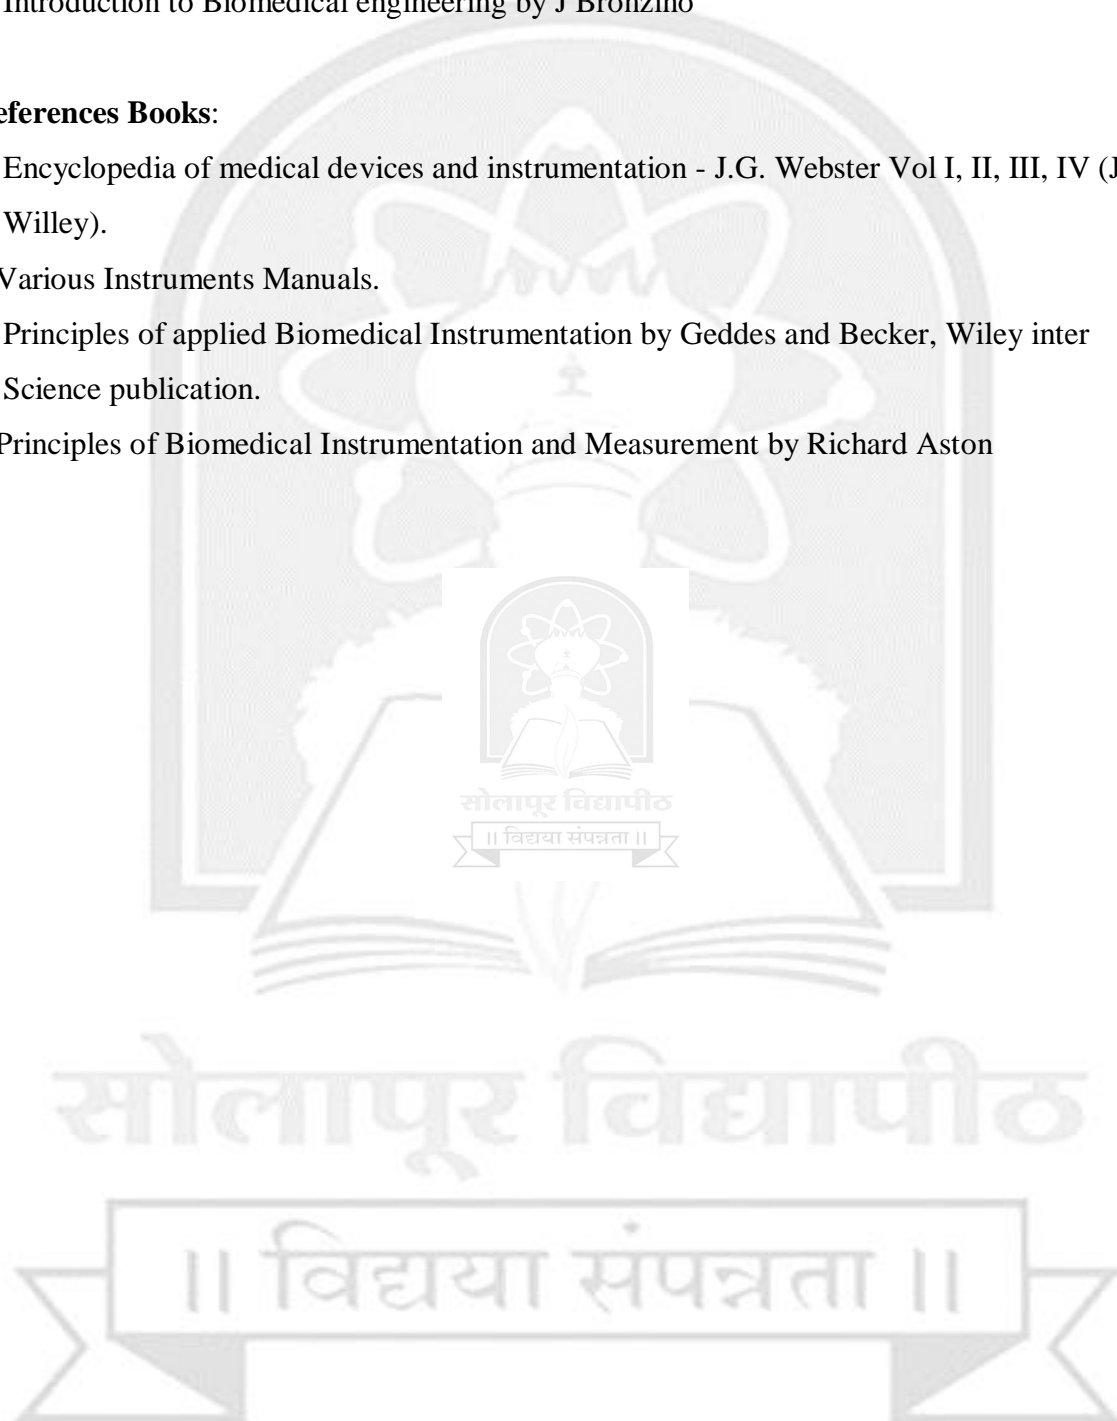 Introduction to Biomedical engineering by J Bronzino
eferences Books:
Encyclopedia of medical devices and instrumentation - J.G. Webster Vol I, II, III, IV (J
Willey).
Various Instruments Manuals.
Principles of applied Biomedical Instrumentation by Geddes and Becker, Wiley inter
Science publication.
Principles of Biomedical Instrumentation and Measurement by Richard Aston
सोलापूर विद्यापीठ
॥ विद्यया संपन्नता ॥
सोलापूर विद्यापीठ
॥ विद्यया संपन्नता ॥